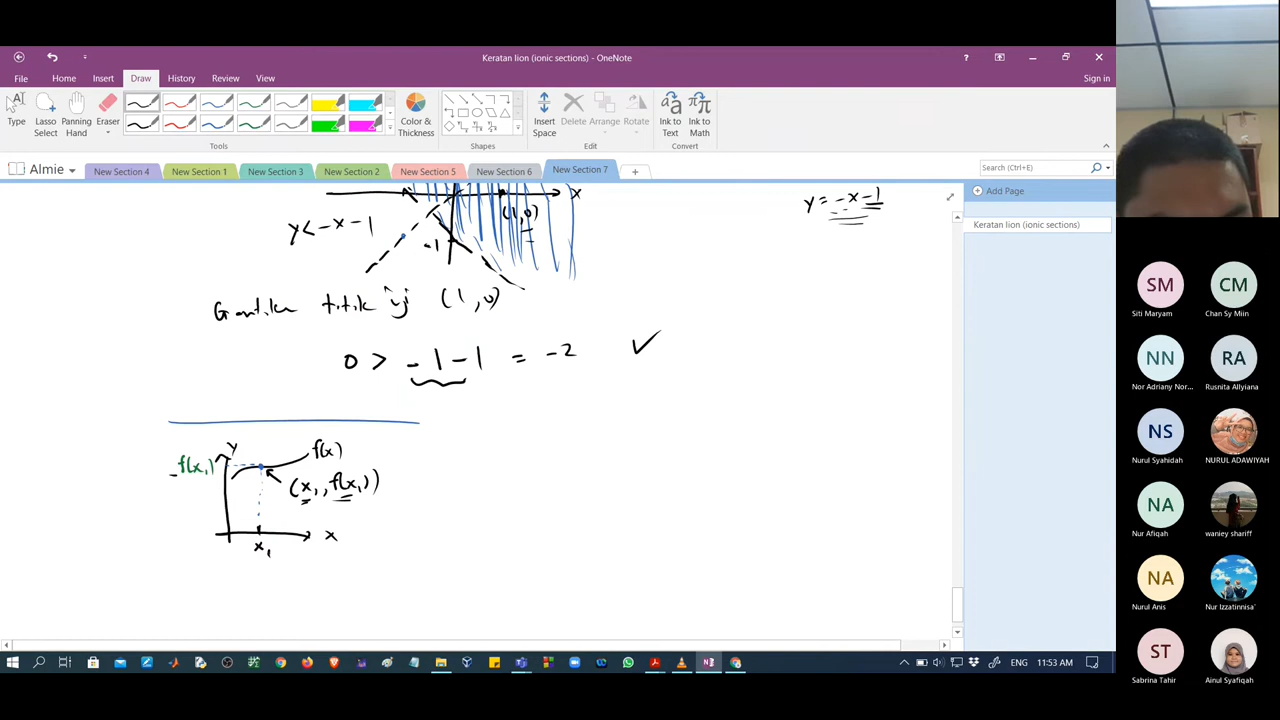 Keratan lion (ionic sections) - OneNote
File Home Insert Draw History Review View
Sign in
Type
Lasso Select
Panning Hand
Eraser
Color & Thickness
Insert Space
Delete
Arrange
Rotate
Ink to Text
Ink to Math
Tools
Shapes
Edit
Convert
Almie
New Section 4
New Section 1
New Section 3
New Section 2
New Section 5
New Section 6
New Section 7
Search (Ctrl+E)
Add Page
Keratan lion (ionic sections)
x
y = -x -1
(1,0)
y < -x -1
-1
Gantikan titik uji (1,0)
0 > -1 -1 = -2 ✓
y
f(x)
f(x₁)
(x₁, f(x₁))
x₁
x
SM
Siti Maryam
CM
Chan Sy Miin
NN
Nor Adriany Nor...
RA
Rusnita Allyiana
NS
Nur Syahidah
NURUL ADAWIYAH
NA
Nur Afiqah
waniey shariff
NA
Nurul Anis
Nur Izzatinnisa'
ST
Sabrina Tahir
Ainul Syafiqah
ENG
11:53 AM